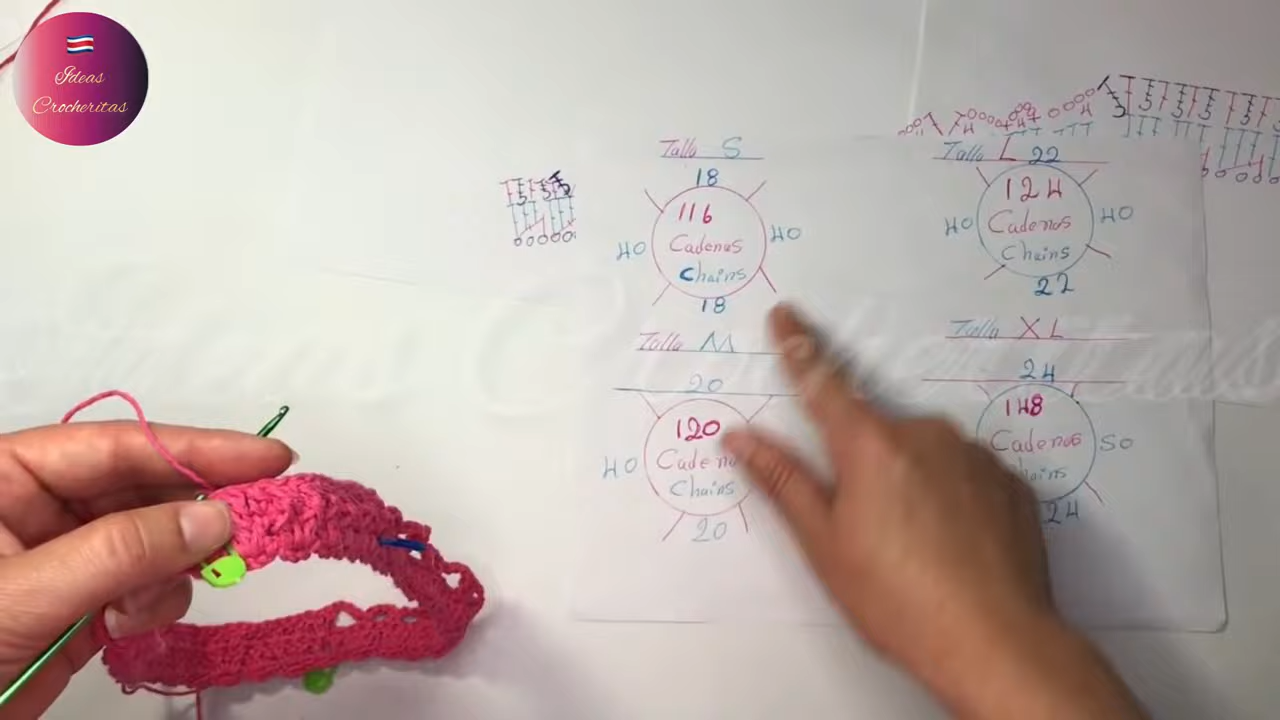 Ideas
Crocheritas
Talla S
18
116
Cadenas
Chains
40
40
18
Talla M
20
120
Chains
40
20
Talla L 22
124
Cadenas
Chains
40
40
22
Talla XL
24
148
Cadenas
Chains
50
24